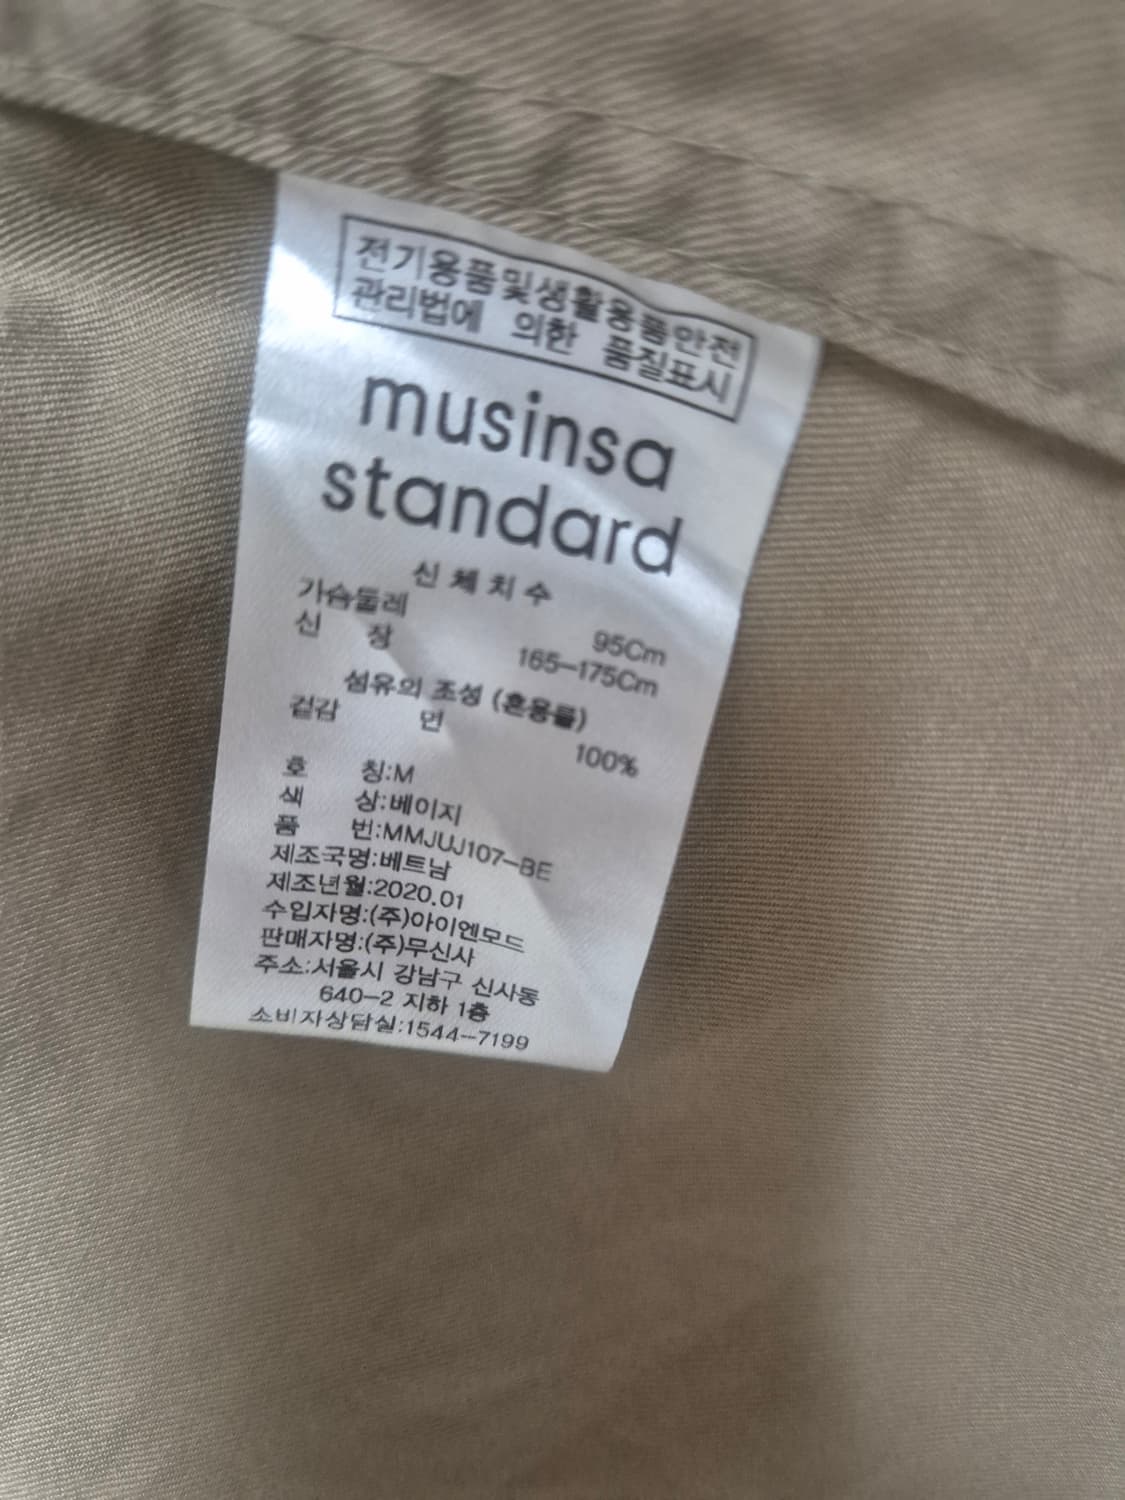 전기용품및생활용품안전
관리법에 의한 품질표시
musinsa
standard
신체치수
가슴둘레 95Cm
신 장 165-175Cm
섬유의 조성 (혼용률)
겉감 면 100%
호 칭:M
색 상:베이지
품 번:MMJUJ107-BE
제조국명:베트남
제조년월:2020.01
수입자명:(주)아이엔모드
판매자명:(주)무신사
주소:서울시 강남구 신사동
640-2 지하 1층
소비자상담실:1544-7199